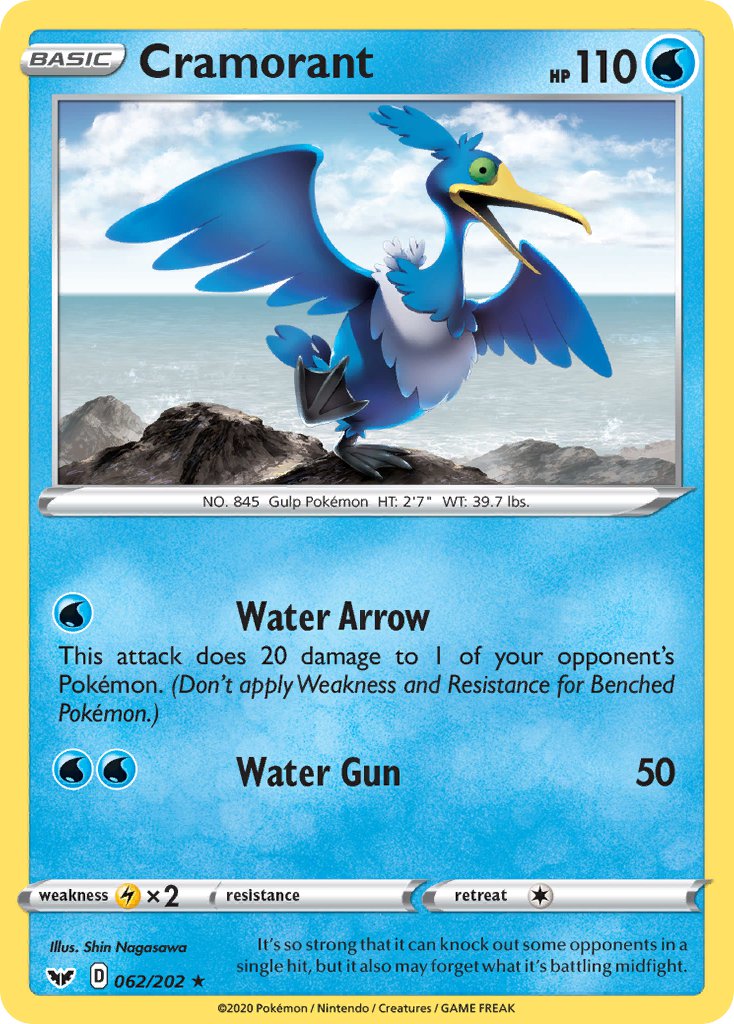 BASIC Cramorant HP 110
NO. 845 Gulp Pokémon HT: 2'7" WT: 39.7 lbs.
Water Arrow
This attack does 20 damage to 1 of your opponent's
Pokémon. (Don't apply Weakness and Resistance for Benched
Pokémon.)
Water Gun 50
weakness ×2 resistance retreat
Illus. Shin Nagasawa
It's so strong that it can knock out some opponents in a
single hit, but it also may forget what it's battling midfight.
D 062/202 ★
©2020 Pokémon / Nintendo / Creatures / GAME FREAK